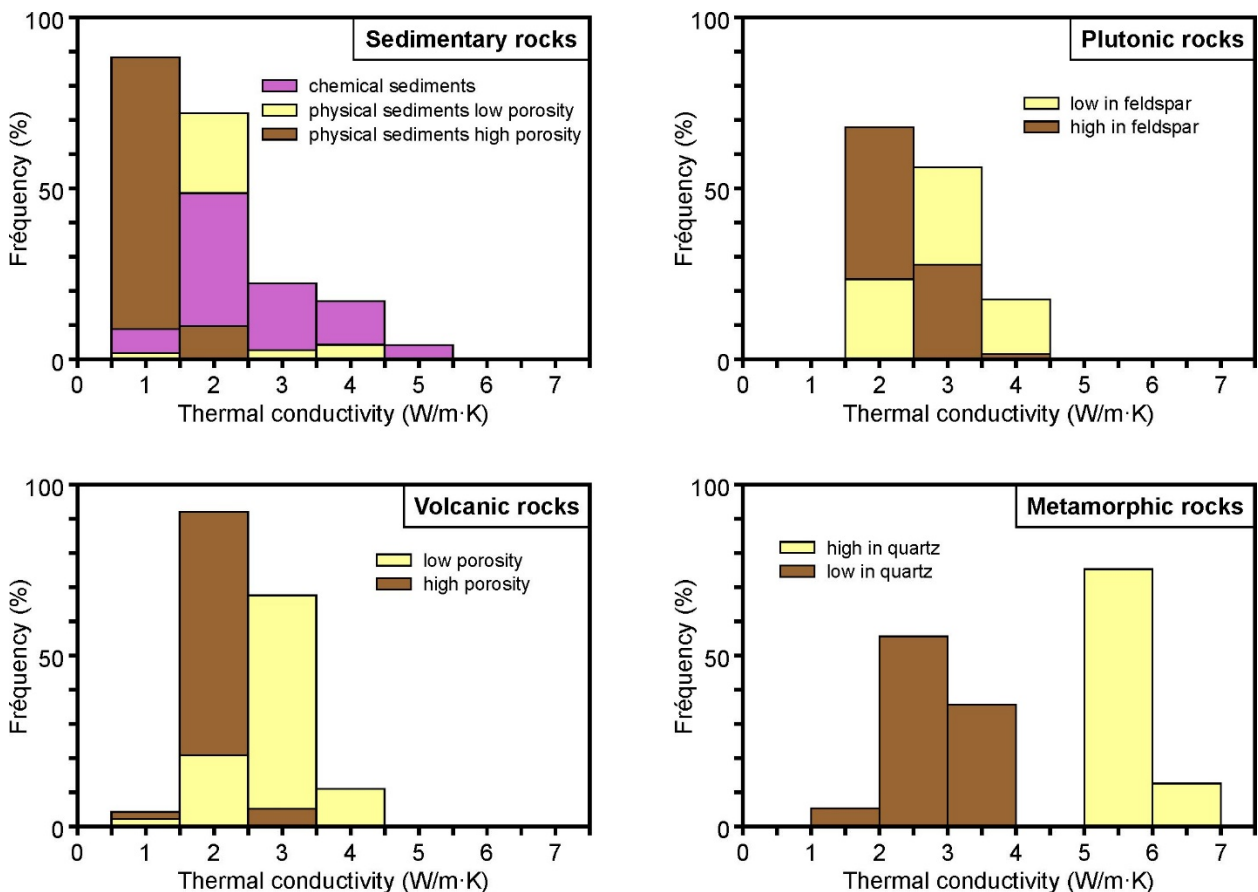 Sedimentary rocks
chemical sediments
physical sediments low porosity
physical sediments high porosity
100
50
0
Fréquency (%)
0 1 2 3 4 5 6 7
Thermal conductivity (W/m·K)
Plutonic rocks
low in feldspar
high in feldspar
100
50
0
Fréquency (%)
0 1 2 3 4 5 6 7
Thermal conductivity (W/m·K)
Volcanic rocks
low porosity
high porosity
100
50
0
Fréquency (%)
0 1 2 3 4 5 6 7
Thermal conductivity (W/m·K)
Metamorphic rocks
high in quartz
low in quartz
100
50
0
Fréquency (%)
0 1 2 3 4 5 6 7
Thermal conductivity (W/m·K)